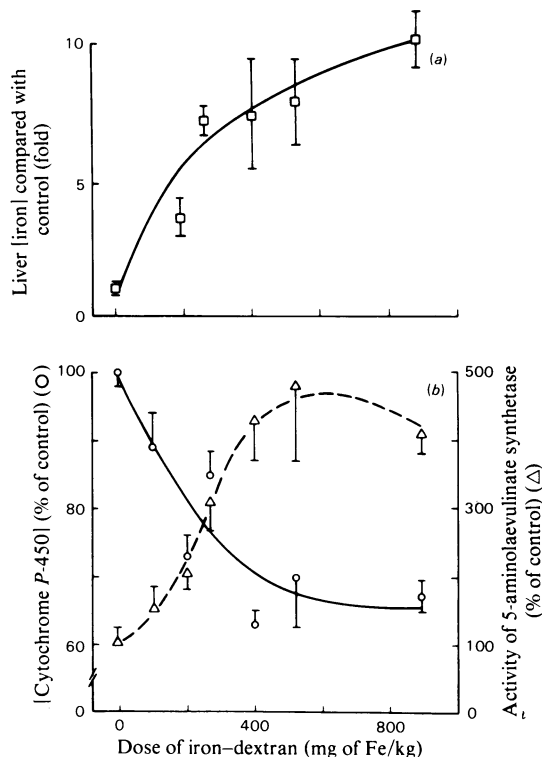 10
5
0
Liver [iron] compared with
control (fold)
(a)
100
80
60
0
[Cytochrome P-450] (% of control) (O)
(b)
500
300
100
0
Activity of 5-aminolaevulinate synthetase
(% of control) (△)
0 400 800
Dose of iron–dextran (mg of Fe/kg)